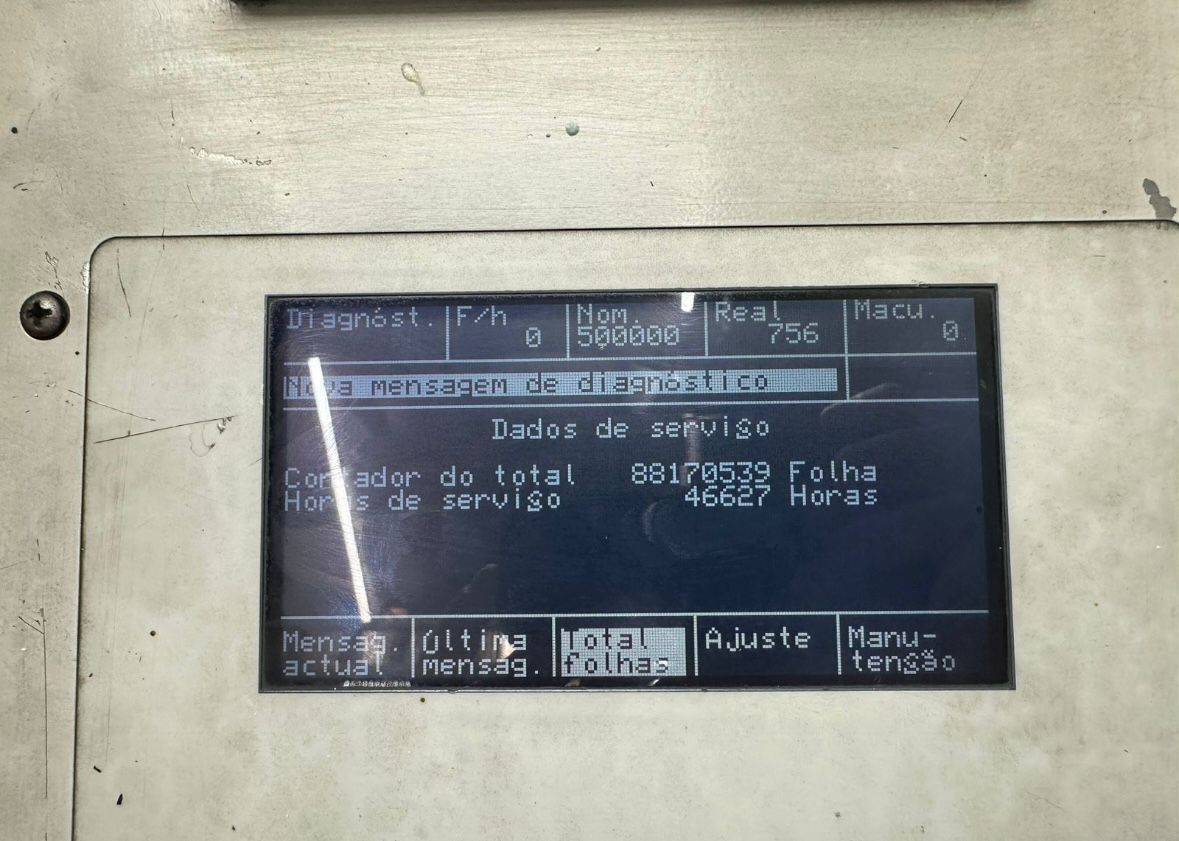 Diagnóst. F/h Nom. Real Macu.
0 500000 756 0
Nova mensagem de diagnóstico
Dados de serviço
Contador do total 88170539 Folha
Horas de serviço 46627 Horas
Mensag. Última Total Ajuste Manu-
actual mensag. folhas tenção